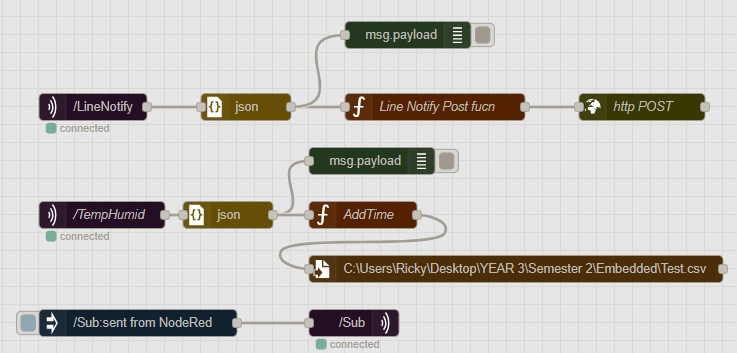 msg.payload
/LineNotify
json
Line Notify Post fucn
http POST
connected
msg.payload
/TempHumid
json
AddTime
connected
C:\Users\Ricky\Desktop\YEAR 3\Semester 2\Embedded\Test.csv
/Sub:sent from NodeRed
/Sub
connected